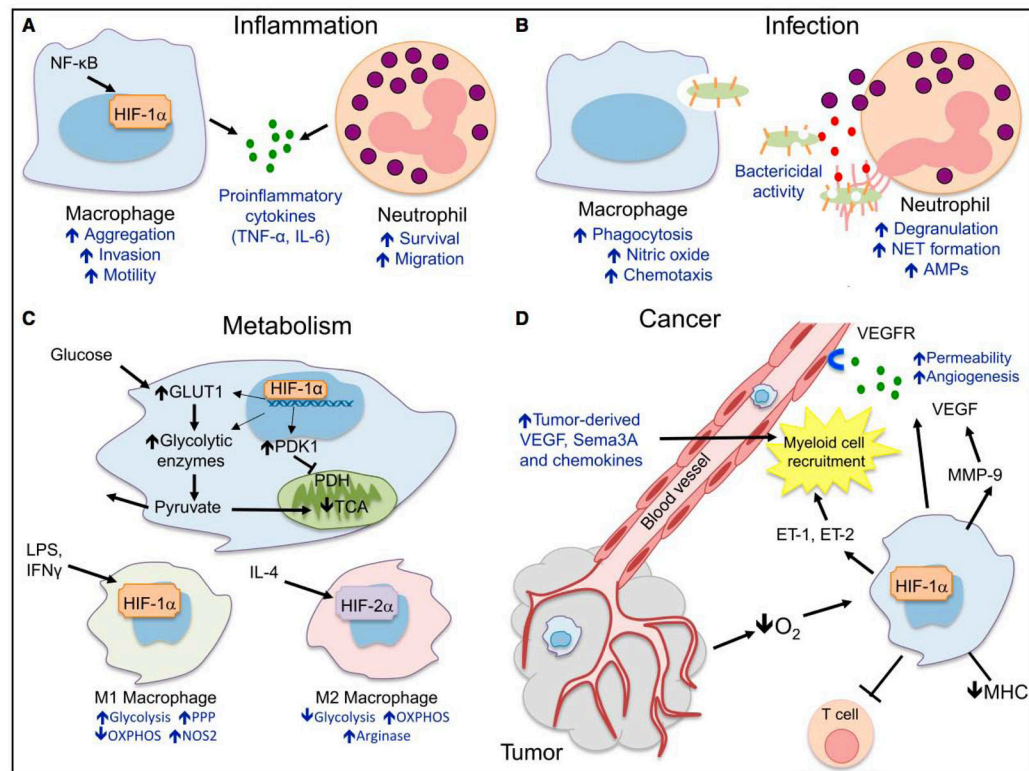 A
Inflammation
NF-κB
HIF-1α
Proinflammatory
cytokines
(TNF-α, IL-6)
Macrophage
↑ Aggregation
↑ Invasion
↑ Motility
Neutrophil
↑ Survival
↑ Migration
B
Infection
Bactericidal
activity
Macrophage
↑ Phagocytosis
↑ Nitric oxide
↑ Chemotaxis
Neutrophil
↑ Degranulation
↑ NET formation
↑ AMPs
C
Metabolism
Glucose
↑GLUT1
HIF-1α
↑Glycolytic
enzymes
↑PDK1
PDH
↓TCA
Pyruvate
LPS,
IFNγ
HIF-1α
M1 Macrophage
↑Glycolysis ↑PPP
↓OXPHOS ↑NOS2
IL-4
HIF-2α
M2 Macrophage
↓Glycolysis ↑OXPHOS
↑Arginase
D
Cancer
VEGFR
↑Permeability
↑Angiogenesis
↑Tumor-derived
VEGF, Sema3A
and chemokines
Myeloid cell
recruitment
VEGF
MMP-9
Blood vessel
ET-1, ET-2
HIF-1α
↓O₂
↓MHC
T cell
Tumor